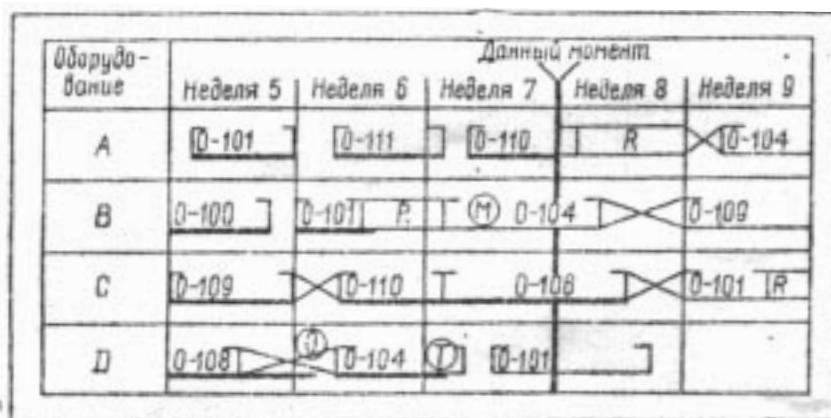 Оборудо-
вание
Данный момент
Неделя 5 Неделя 6 Неделя 7 Неделя 8 Неделя 9
A 0-101 0-111 0-110 R 0-104
B 0-100 0-101 P M 0-104 0-109
C 0-109 0-110 0-108 0-101 R
D 0-108 0-104 T 0-101